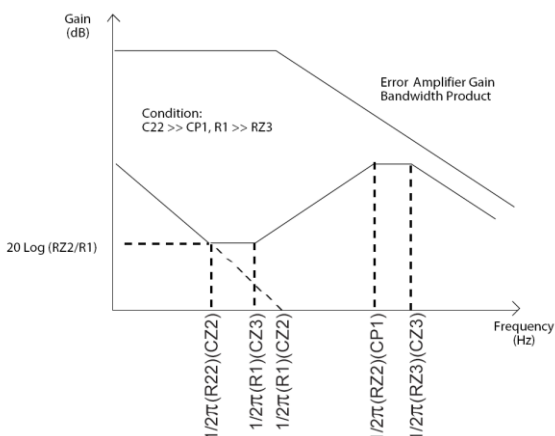 Gain
(dB)
Error Amplifier Gain
Bandwidth Product
Condition:
C22 >> CP1, R1 >> RZ3
20 Log (RZ2/R1)
Frequency
(Hz)
1/2π(R22)(CZ2)
1/2π(R1)(CZ3)
1/2π(R1)(CZ2)
1/2π(RZ2)(CP1)
1/2π(RZ3)(CZ3)